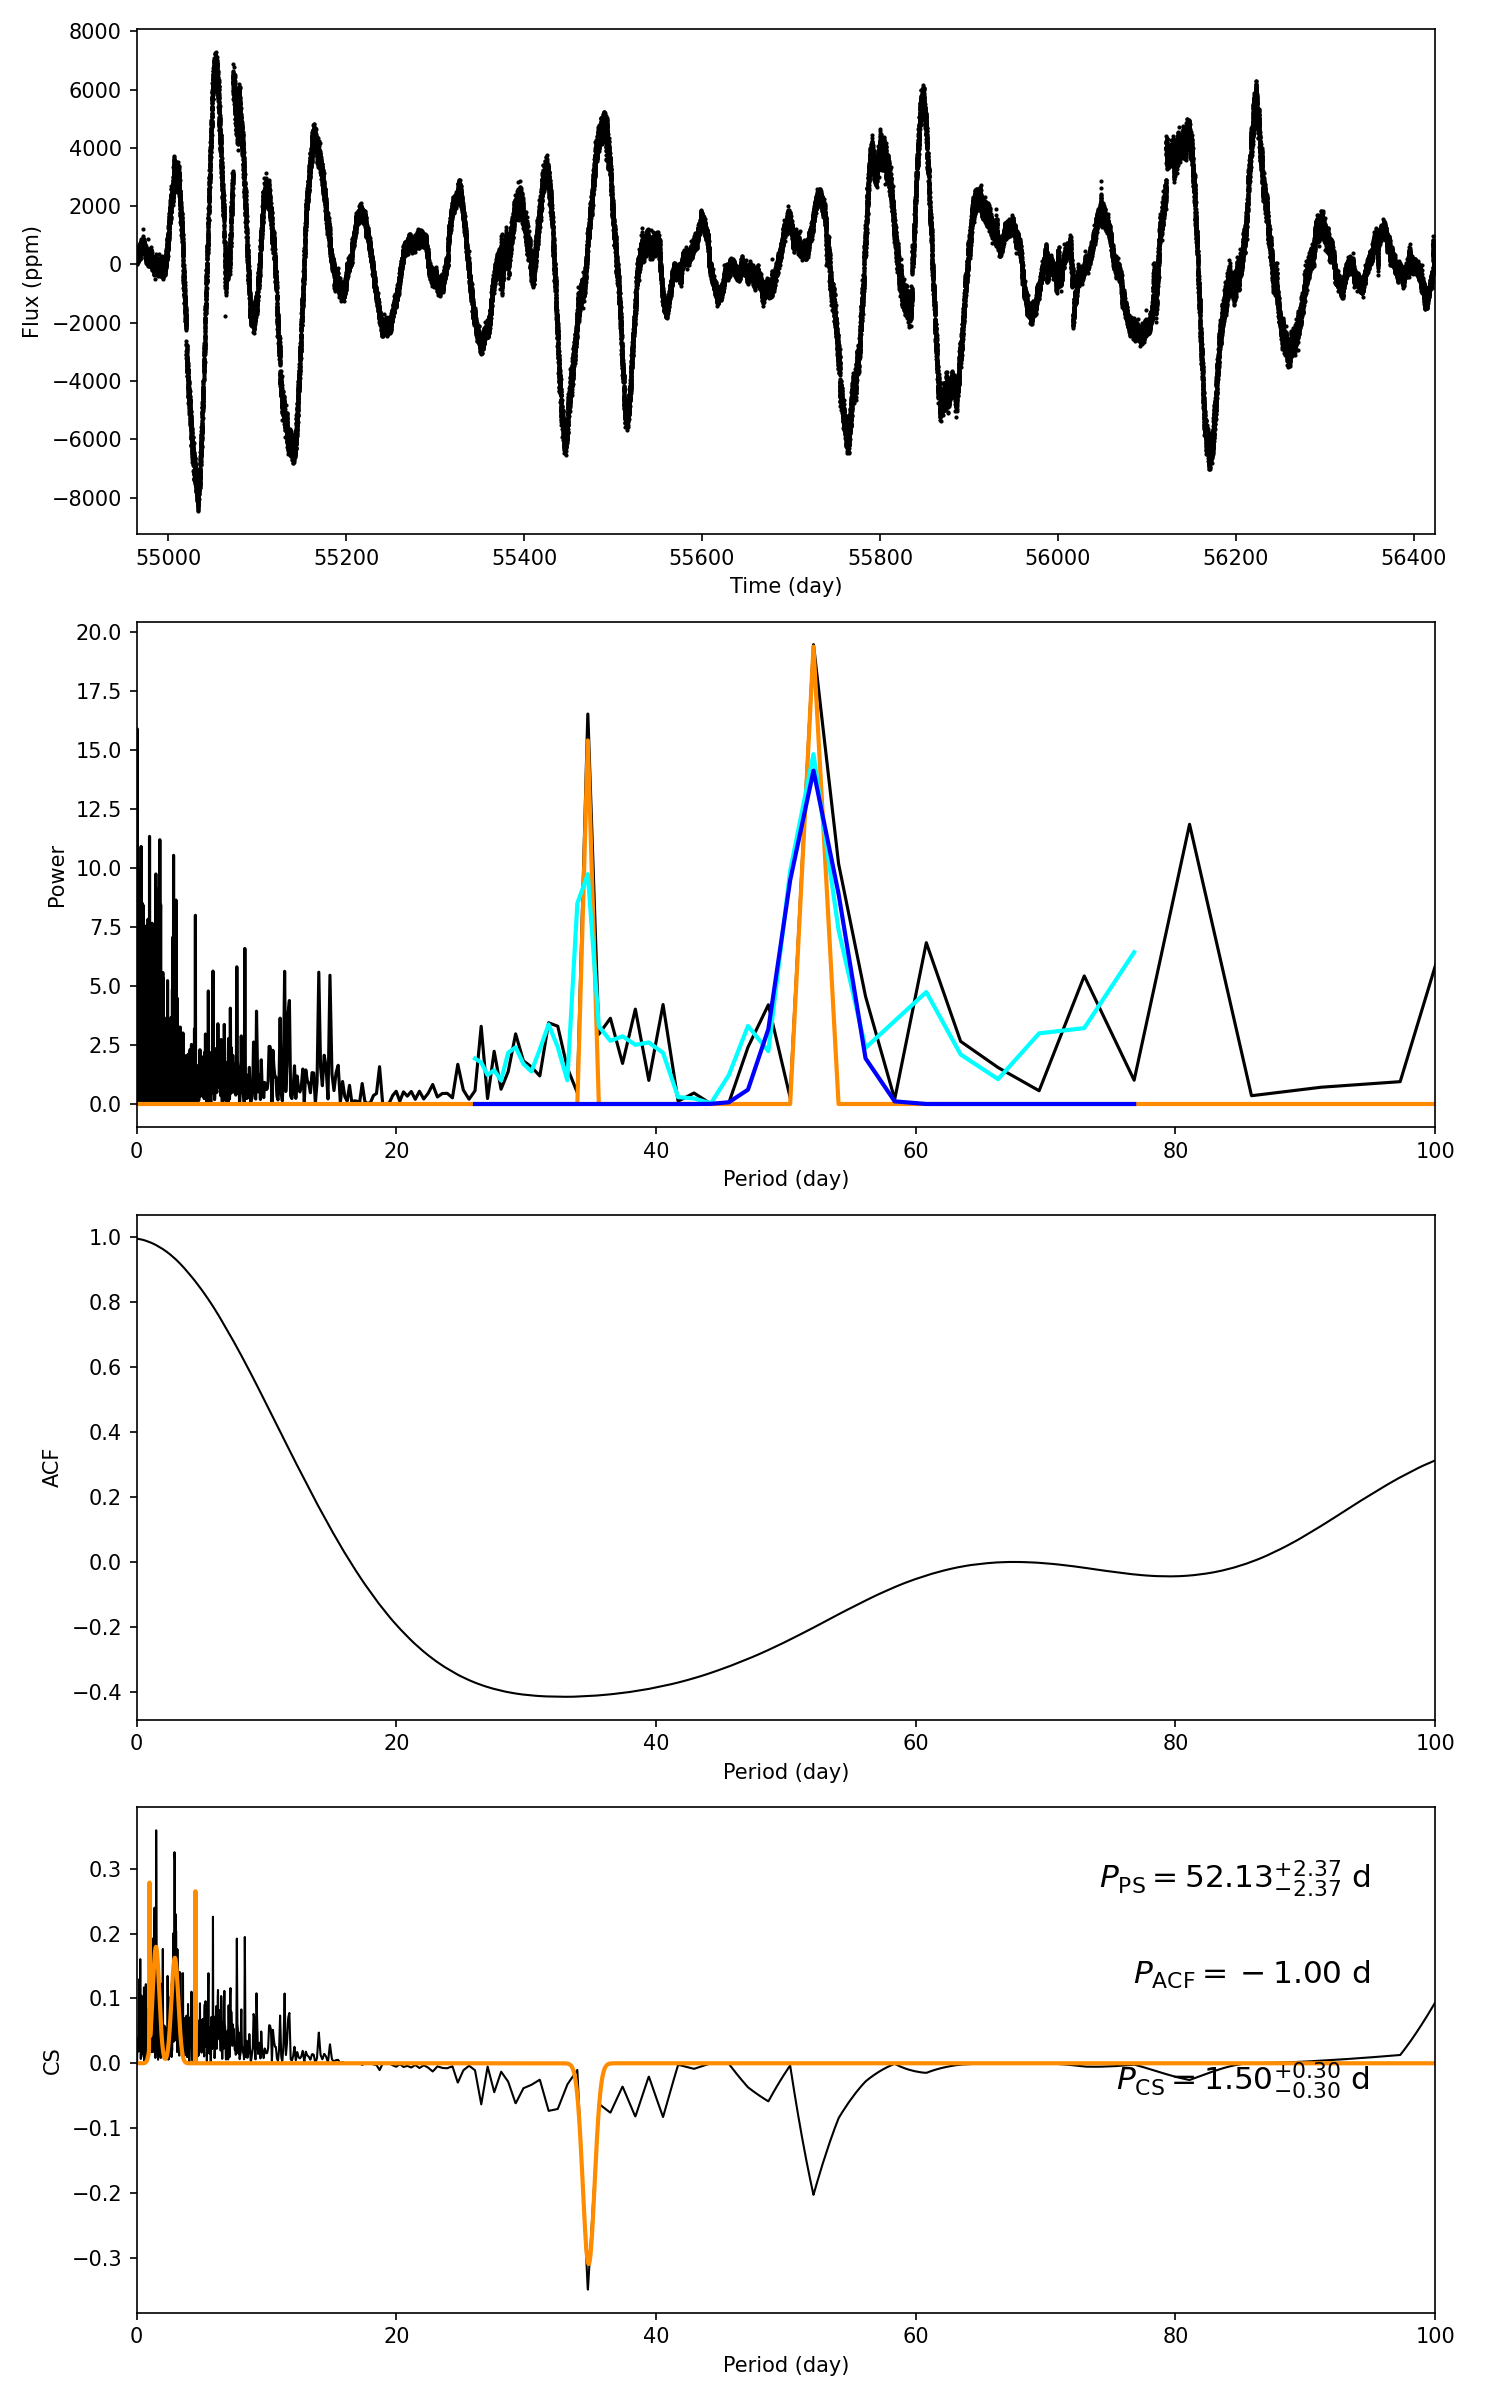 8000
6000
4000
2000
0
−2000
−4000
−6000
−8000
Flux (ppm)
55000 55200 55400 55600 55800 56000 56200 56400
Time (day)
20.0
17.5
15.0
12.5
10.0
7.5
5.0
2.5
0.0
Power
0 20 40 60 80 100
Period (day)
1.0
0.8
0.6
0.4
0.2
0.0
−0.2
−0.4
ACF
0 20 40 60 80 100
Period (day)
0.3
0.2
0.1
0.0
−0.1
−0.2
−0.3
CS
P_PS = 52.13 +2.37 −2.37 d
P_ACF = −1.00 d
P_CS = 1.50 +0.30 −0.30 d
0 20 40 60 80 100
Period (day)